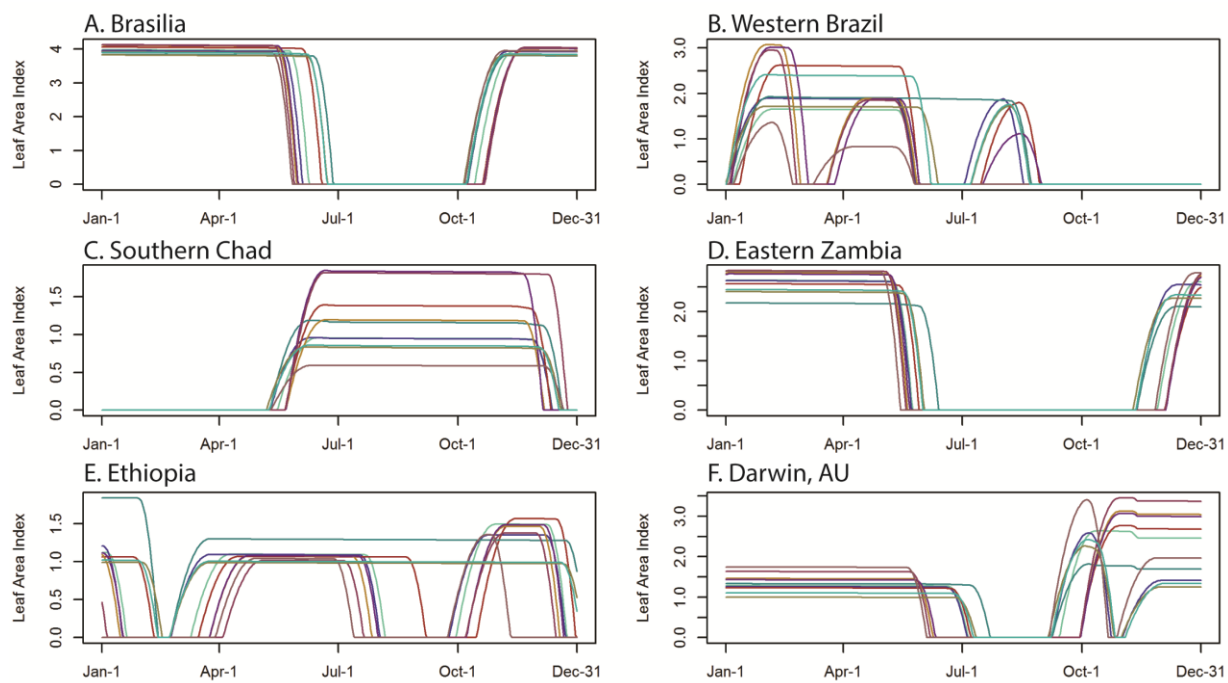 A. Brasilia
Leaf Area Index
4
3
2
1
0
Jan-1 Apr-1 Jul-1 Oct-1 Dec-31
B. Western Brazil
Leaf Area Index
3.0
2.0
1.0
0.0
Jan-1 Apr-1 Jul-1 Oct-1 Dec-31
C. Southern Chad
Leaf Area Index
1.5
1.0
0.5
0.0
Jan-1 Apr-1 Jul-1 Oct-1 Dec-31
D. Eastern Zambia
Leaf Area Index
2.0
1.0
0.0
Jan-1 Apr-1 Jul-1 Oct-1 Dec-31
E. Ethiopia
Leaf Area Index
1.5
1.0
0.5
0.0
Jan-1 Apr-1 Jul-1 Oct-1 Dec-31
F. Darwin, AU
Leaf Area Index
3.0
2.0
1.0
0.0
Jan-1 Apr-1 Jul-1 Oct-1 Dec-31